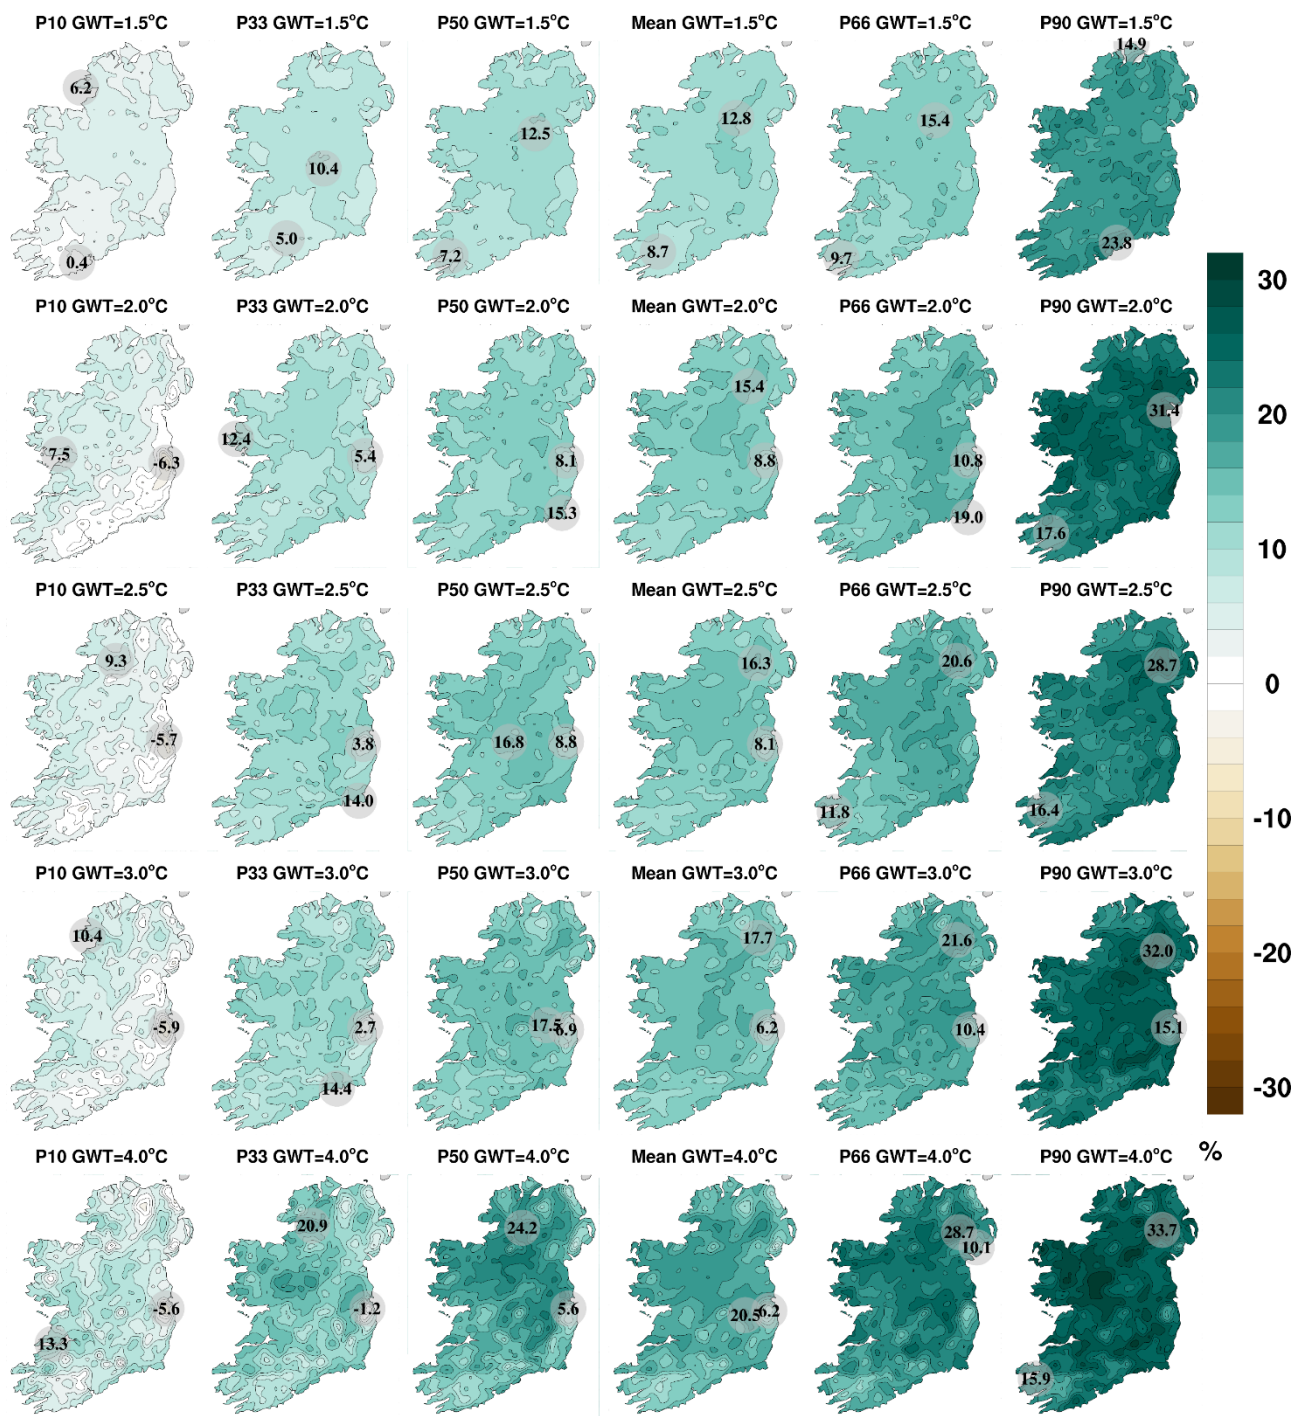 P10 GWT=1.5°C P33 GWT=1.5°C P50 GWT=1.5°C Mean GWT=1.5°C P66 GWT=1.5°C P90 GWT=1.5°C
14.9
6.2
12.8 15.4
12.5
10.4
5.0
23.8
0.4 7.2 8.7 9.7
P10 GWT=2.0°C P33 GWT=2.0°C P50 GWT=2.0°C Mean GWT=2.0°C P66 GWT=2.0°C P90 GWT=2.0°C
15.4
31.4
12.4
7.5 -6.3 5.4 8.1 8.8 10.8
15.3 19.0
17.6
P10 GWT=2.5°C P33 GWT=2.5°C P50 GWT=2.5°C Mean GWT=2.5°C P66 GWT=2.5°C P90 GWT=2.5°C
9.3 16.3 20.6 28.7
-5.7 3.8 16.8 8.8 8.1
14.0 11.8 16.4
P10 GWT=3.0°C P33 GWT=3.0°C P50 GWT=3.0°C Mean GWT=3.0°C P66 GWT=3.0°C P90 GWT=3.0°C
10.4 17.7 21.6 32.0
-5.9 2.7 17.5 6.9 6.2 10.4 15.1
14.4
P10 GWT=4.0°C P33 GWT=4.0°C P50 GWT=4.0°C Mean GWT=4.0°C P66 GWT=4.0°C P90 GWT=4.0°C
20.9 24.2 28.7 33.7
10.1
-5.6 -1.2 5.6 20.5 6.2
13.3
15.9
30
20
10
0
-10
-20
-30
%